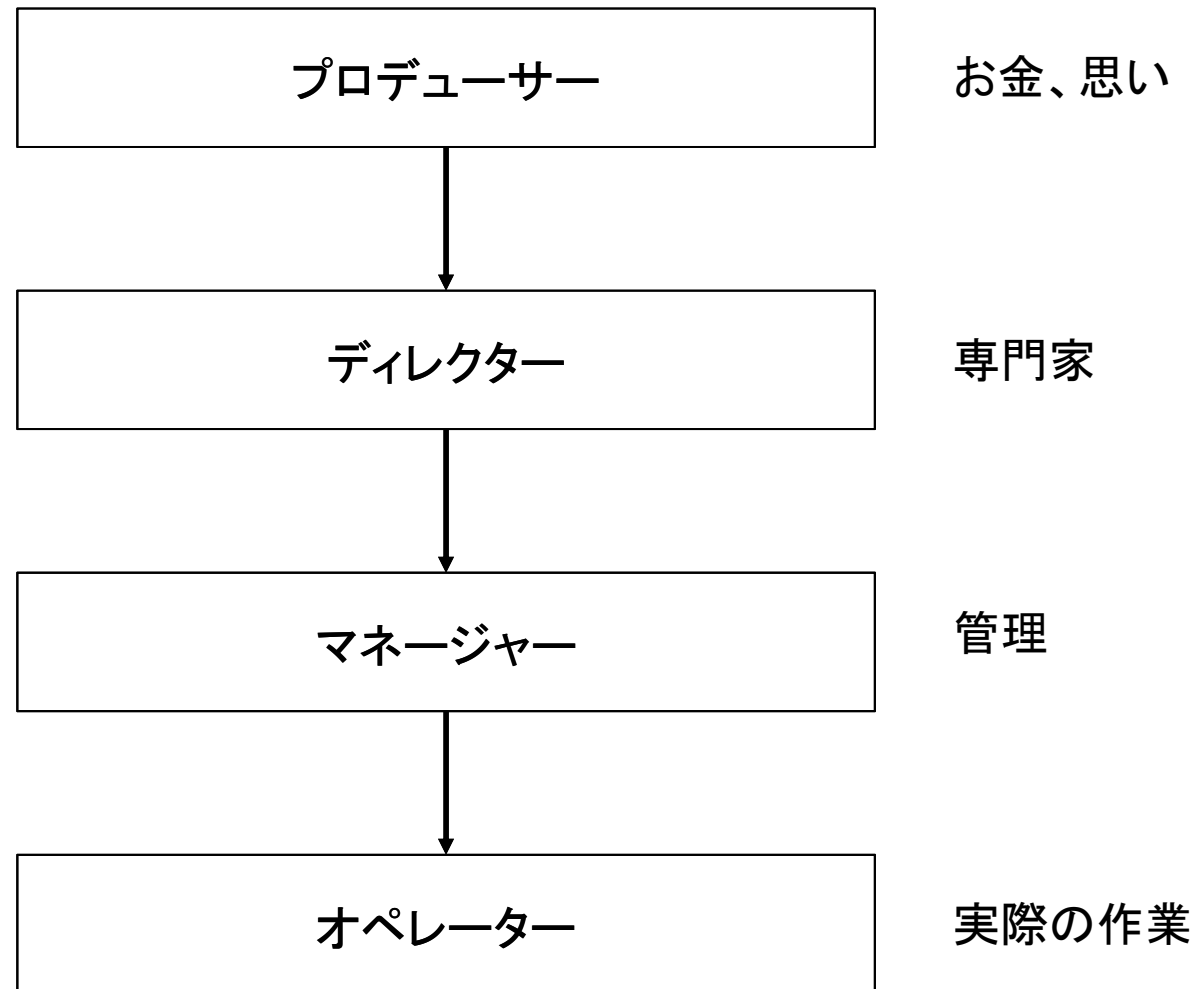 プロデューサー
お金、思い
ディレクター
専門家
マネージャー
管理
オペレーター
実際の作業